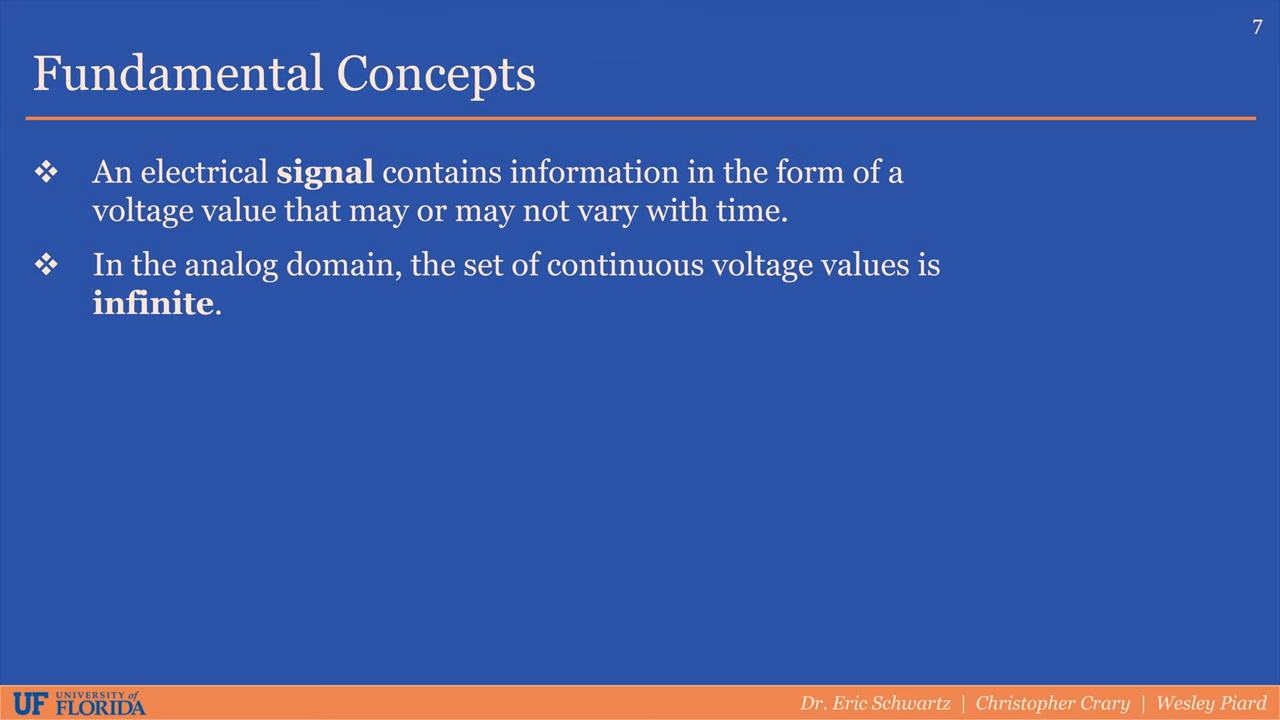 7
Fundamental Concepts
❖ An electrical signal contains information in the form of a
voltage value that may or may not vary with time.
❖ In the analog domain, the set of continuous voltage values is
infinite.
UF UNIVERSITY of
FLORIDA
Dr. Eric Schwartz | Christopher Crary | Wesley Piard